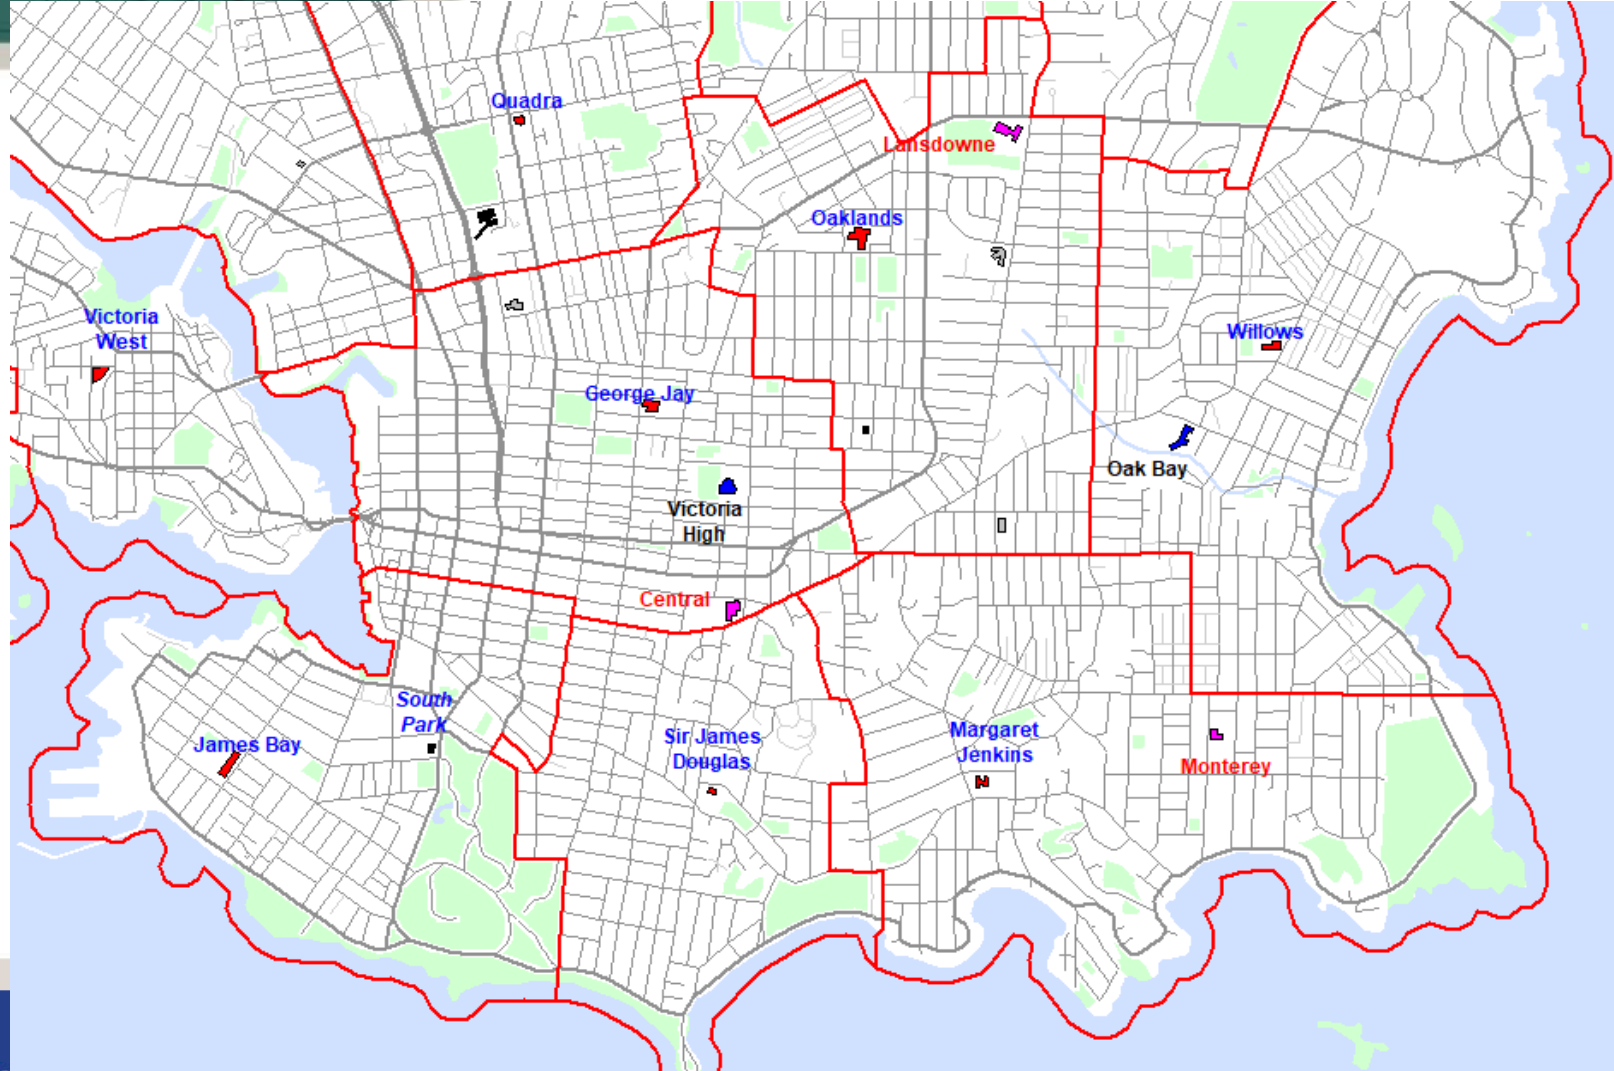 Quadra
Lansdowne
Oaklands
Victoria
West
Willows
George Jay
Oak Bay
Victoria
High
Central
South
Park
James Bay
Sir James
Douglas
Margaret
Jenkins
Monterey